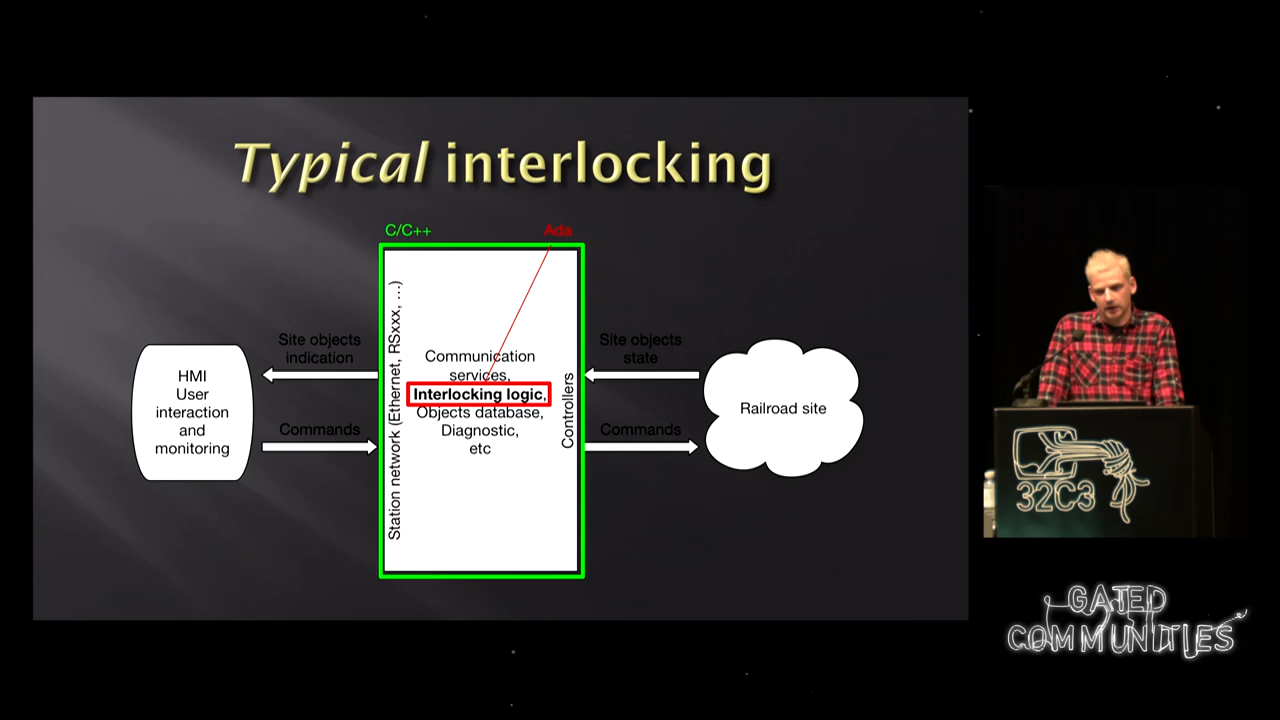 Typical interlocking
C/C++
Ada
Station network (Ethernet, RSxxx, …)
Communication
services,
Interlocking logic,
Objects database,
Diagnostic,
etc
Controllers
Site objects
indication
Commands
HMI
User
interaction
and
monitoring
Site objects
state
Commands
Railroad site
32C3
GATED
COMMUNITIES